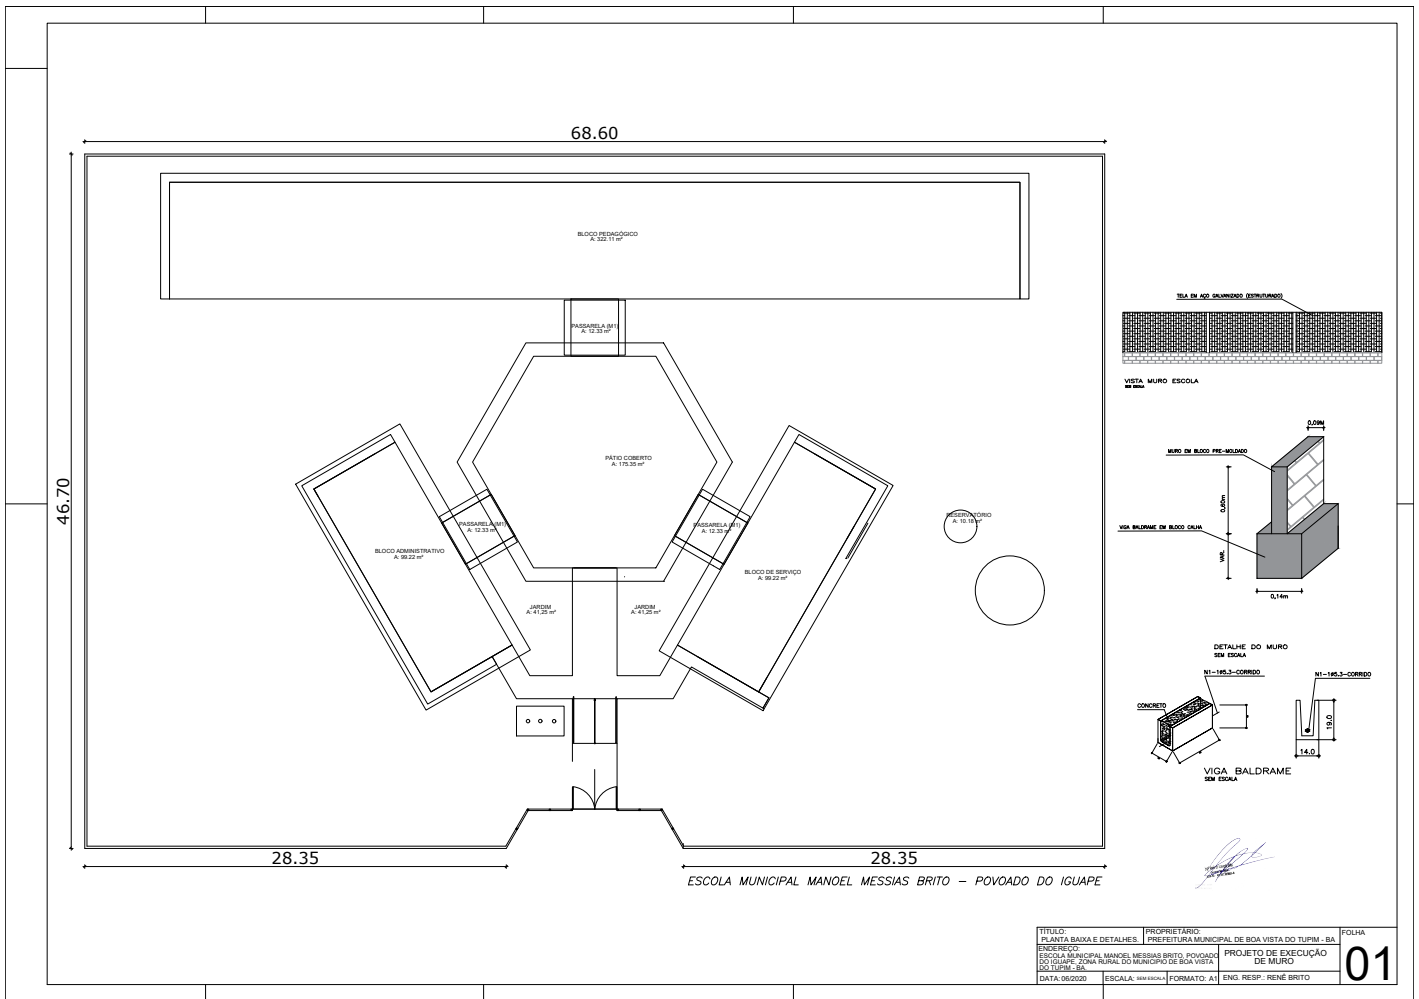 68.60
BLOCO PEDAGÓGICO
A: 322.11 m²
TELA EM AÇO GALVANIZADO (ESTRUTURADO)
PASSARELA (M1)
A: 12.33 m²
VISTA MURO ESCOLA
SEM ESCALA
0,09M
MURO EM BLOCO PRE-MOLDADO
PÁTIO COBERTO
A: 175.35 m²
46.70
0,80m
RESERVATÓRIO
A: 10.18 m²
PASSARELA (M1)
A: 12.33 m²
PASSARELA (M1)
A: 12.33 m²
VIGA BALDRAME EM BLOCO CALHA
BLOCO ADMINISTRATIVO
A: 99.22 m²
VAR.
BLOCO DE SERVIÇO
A: 99.22 m²
0,14m
JARDIM
A: 41,25 m²
JARDIM
A: 41,25 m²
DETALHE DO MURO
SEM ESCALA
N1-1ø5.3-CORRIDO
N1-1ø5.3-CORRIDO
CONCRETO
19.0
14.0
VIGA BALDRAME
SEM ESCALA
28.35
28.35
ESCOLA MUNICIPAL MANOEL MESSIAS BRITO – POVOADO DO IGUAPE
TÍTULO:
PLANTA BAIXA E DETALHES.
PROPRIETÁRIO:
PREFEITURA MUNICIPAL DE BOA VISTA DO TUPIM - BA
FOLHA
01
ENDEREÇO:
ESCOLA MUNICIPAL MANOEL MESSIAS BRITO, POVOADO
DO IGUAPE, ZONA RURAL DO MUNICIPIO DE BOA VISTA
DO TUPIM - BA.
PROJETO DE EXECUÇÃO
DE MURO
DATA: 06/2020
ESCALA: SEM ESCALA
FORMATO: A1
ENG. RESP.: RENÊ BRITO